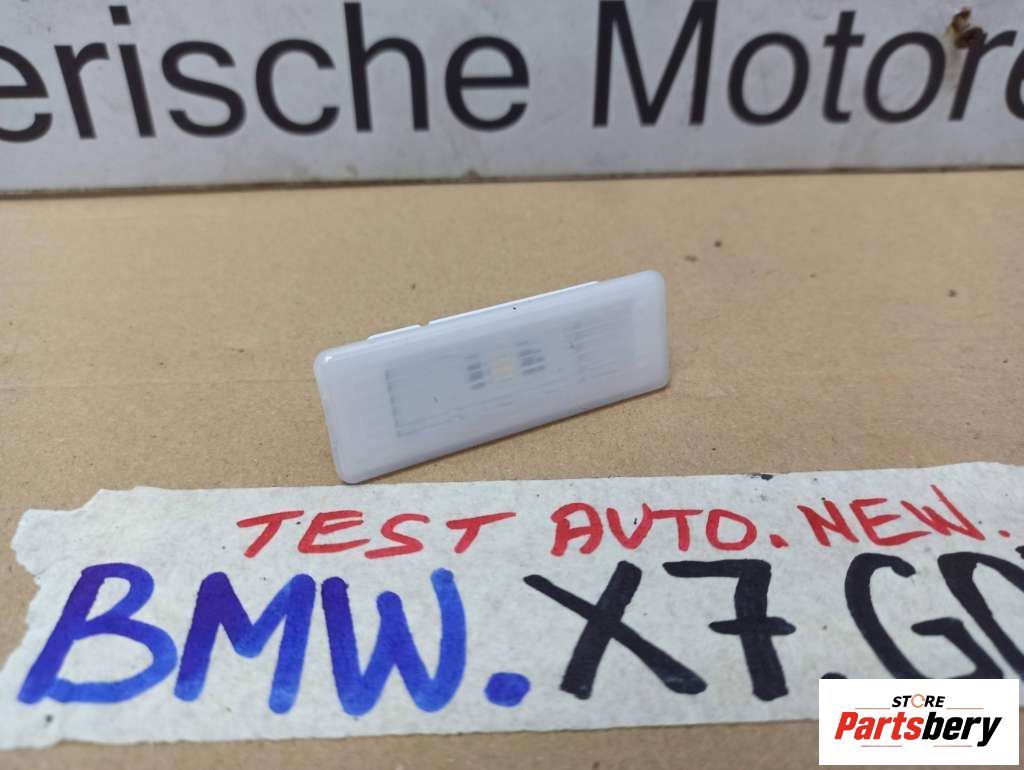 erische Motore
TEST AUTO. NEW.
BMW. X7. G
STORE
Partsbery